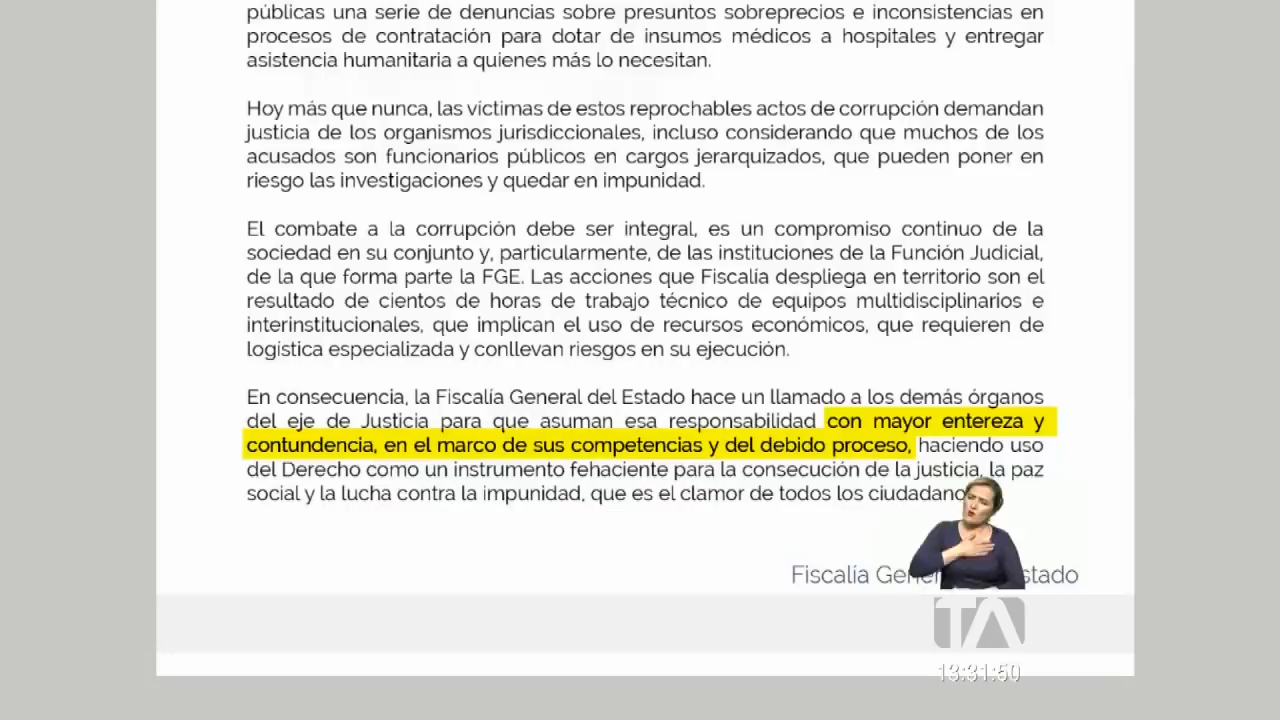 públicas una serie de denuncias sobre presuntos sobreprecios e inconsistencias en
procesos de contratación para dotar de insumos médicos a hospitales y entregar
asistencia humanitaria a quienes más lo necesitan.
Hoy más que nunca, las víctimas de estos reprochables actos de corrupción demandan
justicia de los organismos jurisdiccionales, incluso considerando que muchos de los
acusados son funcionarios públicos en cargos jerarquizados, que pueden poner en
riesgo las investigaciones y quedar en impunidad.
El combate a la corrupción debe ser integral, es un compromiso continuo de la
sociedad en su conjunto y, particularmente, de las instituciones de la Función Judicial,
de la que forma parte la FGE. Las acciones que Fiscalía despliega en territorio son el
resultado de cientos de horas de trabajo técnico de equipos multidisciplinarios e
interinstitucionales, que implican el uso de recursos económicos, que requieren de
logística especializada y conllevan riesgos en su ejecución.
En consecuencia, la Fiscalía General del Estado hace un llamado a los demás órganos
del eje de Justicia para que asuman esa responsabilidad con mayor entereza y
contundencia, en el marco de sus competencias y del debido proceso, haciendo uso
del Derecho como un instrumento fehaciente para la consecución de la justicia, la paz
social y la lucha contra la impunidad, que es el clamor de todos los ciudadano
Fiscalía Gene stado
TA
13:31:50